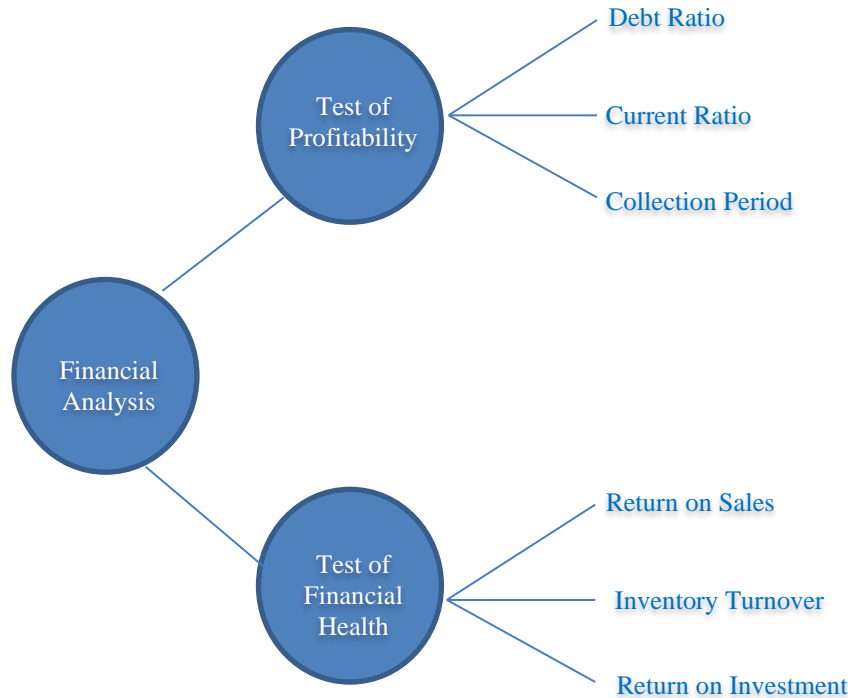 Debt Ratio
Test of
Profitability
Current Ratio
Collection Period
Financial
Analysis
Return on Sales
Test of
Financial
Health
Inventory Turnover
Return on Investment